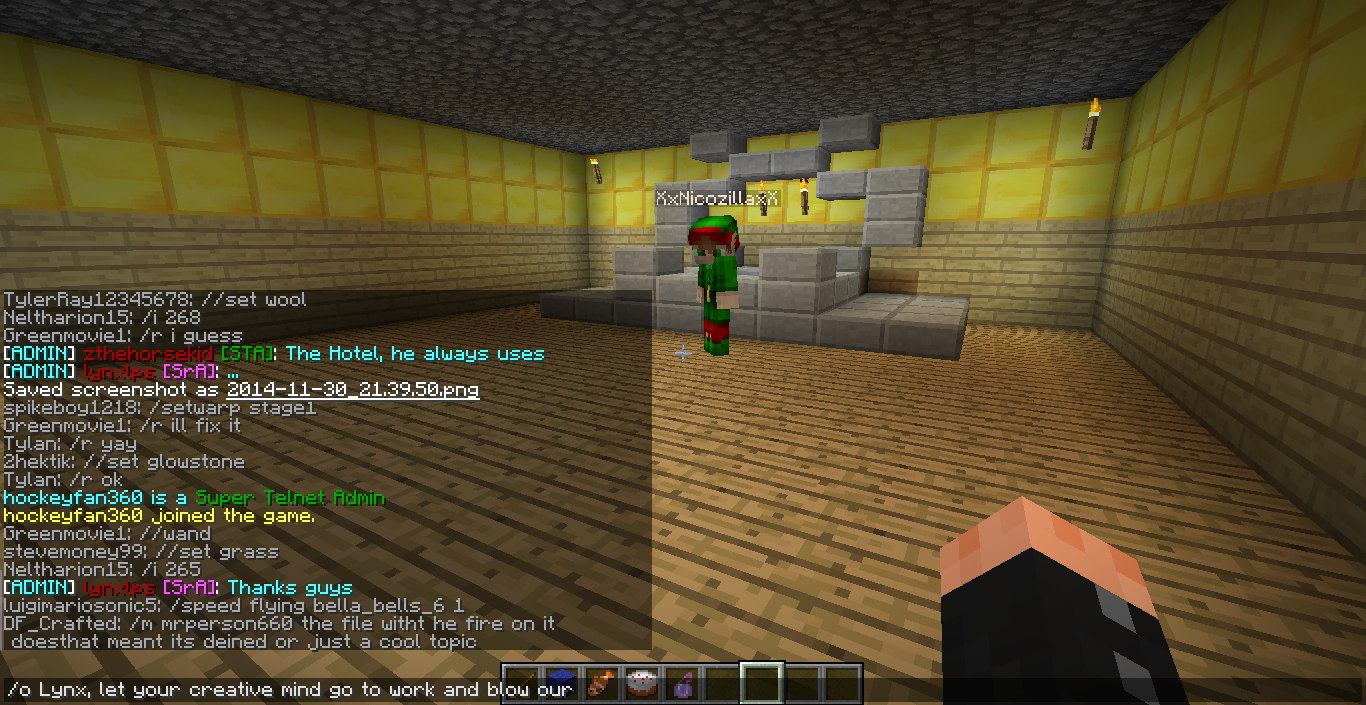 XxNicozillaxX
TylerRay12345678: //set wool
Neltharion15: /i 268
Greenmovie1: /r i guess
[ADMIN] zthehorsekid [STA]: The Hotel, he always uses
[ADMIN] lynxlps [SrA]: ...
Saved screenshot as 2014-11-30_21.39.50.png
spikeboy1218: /setwarp stage1
Greenmovie1: /r ill fix it
Tylan: /r yay
2hektik: //set glowstone
Tylan: /r ok
hockeyfan360 is a Super Telnet Admin
hockeyfan360 joined the game.
Greenmovie1: //wand
stevemoney99: //set grass
Neltharion15: /i 265
[ADMIN] lynxlps [SrA]: Thanks guys
luigimariosonic5: /speed flying bella_bells_6 1
DF_Crafted: /m mrperson660 the file witht he fire on it
doesthat meant its deined or just a cool topic
/o Lynx, let your creative mind go to work and blow our